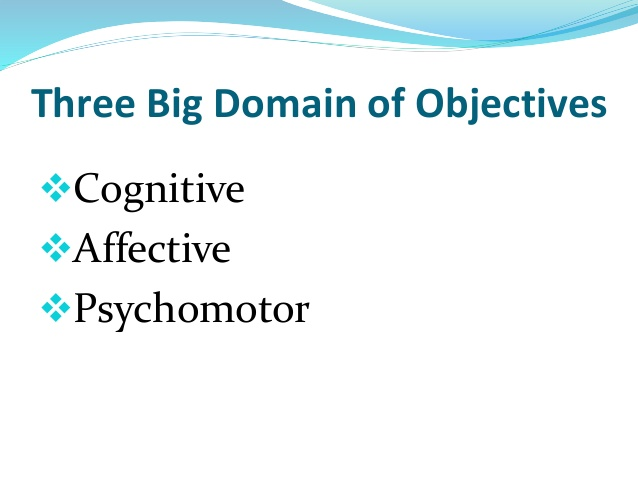 Three Big Domain of Objectives
Cognitive
Affective
Psychomotor